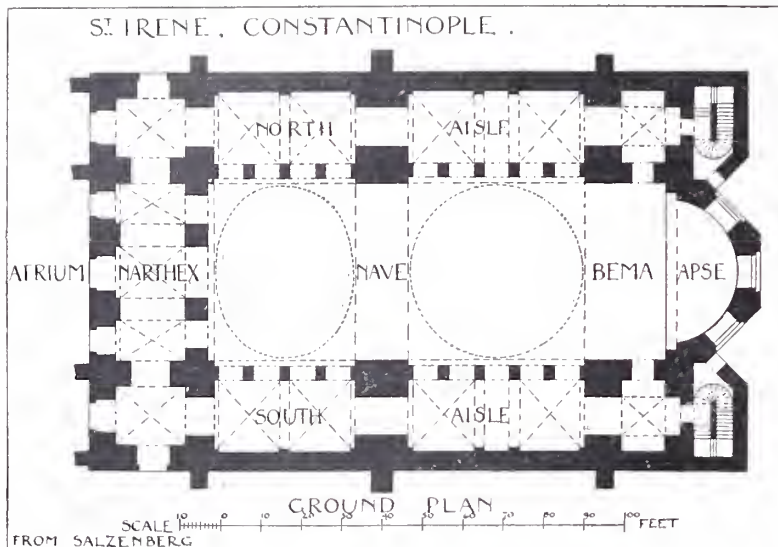 ST IRENE, CONSTANTINOPLE.
NORTH AISLE
ATRIUM NARTHEX NAVE BEMA APSE
SOUTH AISLE
GROUND PLAN
SCALE 10 0 10 20 30 40 50 60 70 80 90 100 FEET
FROM SALZENBERG